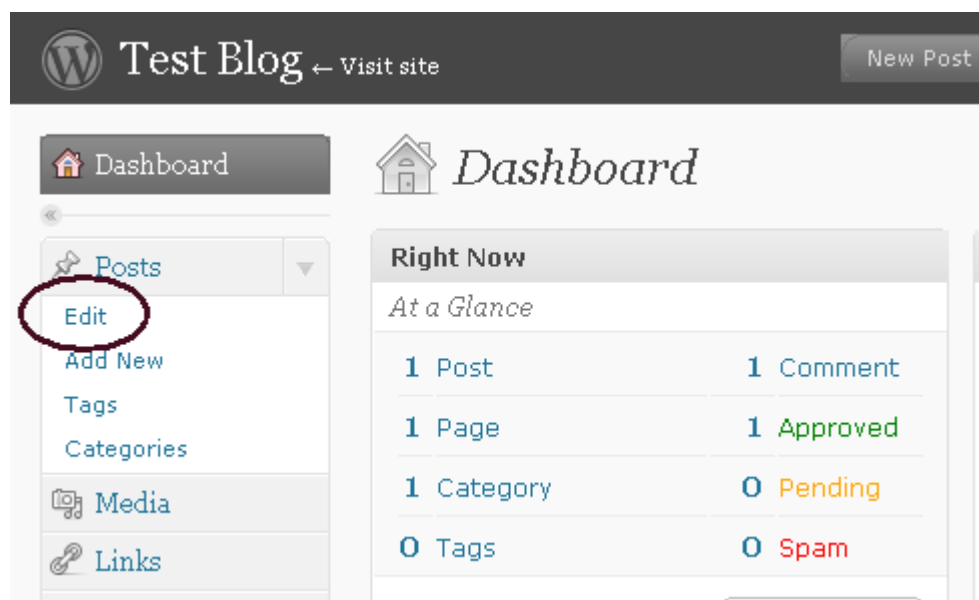 Test Blog ← Visit site
New Post
Dashboard
Dashboard
Posts
Edit
Add New
Tags
Categories
Media
Links
Right Now
At a Glance
1 Post 1 Comment
1 Page 1 Approved
1 Category 0 Pending
0 Tags 0 Spam